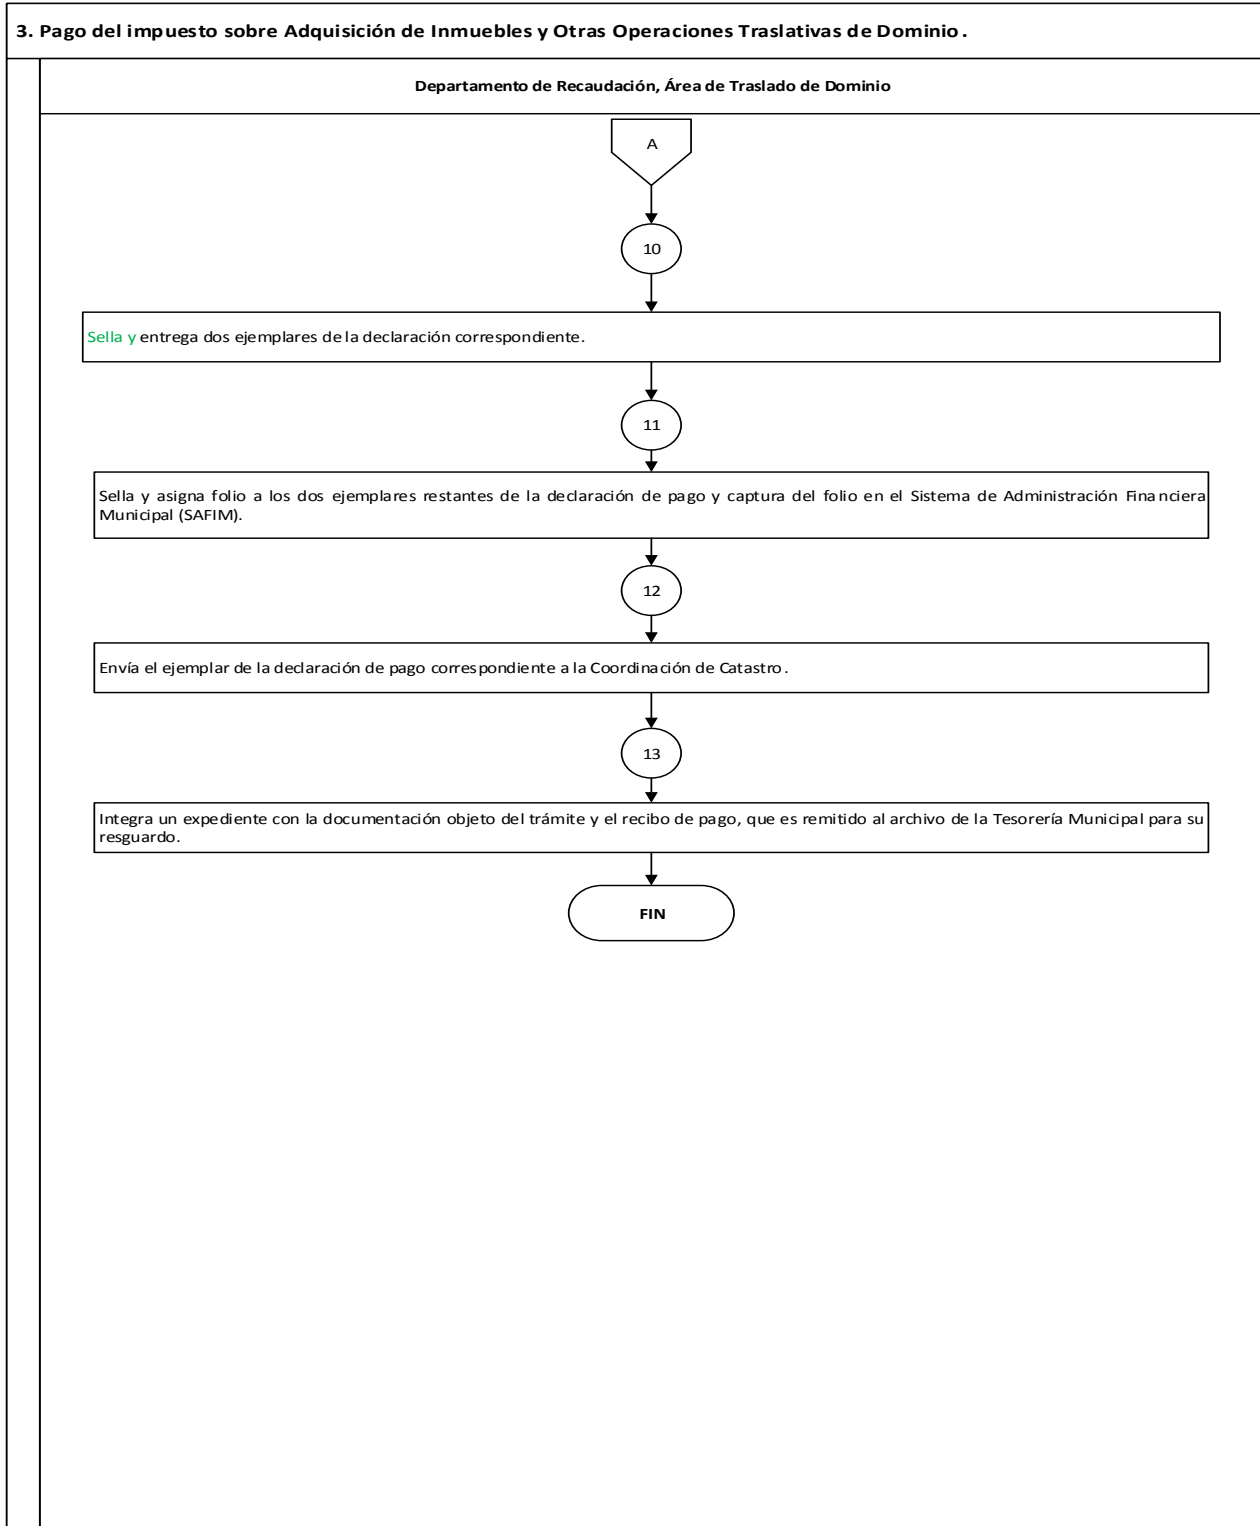 3. Pago del impuesto sobre Adquisición de Inmuebles y Otras Operaciones Traslativas de Dominio.
Departamento de Recaudación, Área de Traslado de Dominio
A
10
Sella y entrega dos ejemplares de la declaración correspondiente.
11
Sella y asigna folio a los dos ejemplares restantes de la declaración de pago y captura del folio en el Sistema de Administración Financiera
Municipal (SAFIM).
12
Envía el ejemplar de la declaración de pago correspondiente a la Coordinación de Catastro.
13
Integra un expediente con la documentación objeto del trámite y el recibo de pago, que es remitido al archivo de la Tesorería Municipal para su
resguardo.
FIN